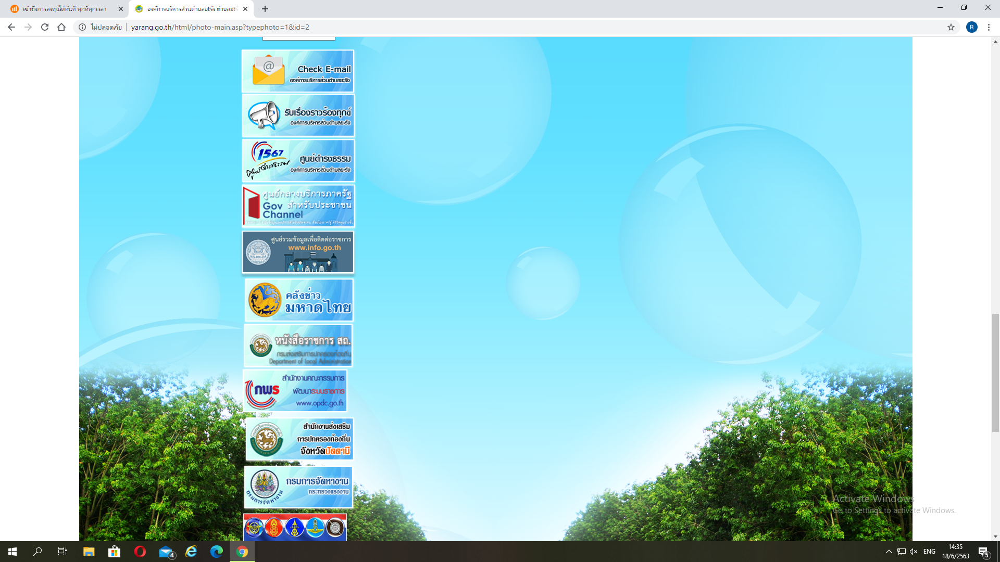 เข้าถึงการลงทุนได้ทันที ทุกที่ทุกเวลา
องค์การบริหารส่วนตำบลยะรัง ตำบลยะรั
ไม่ปลอดภัย
yarang.go.th/html/photo-main.asp?typephoto=1&id=2
R
@
Check E-mail
องค์การบริหารส่วนตำบลยะรัง
รับเรื่องราวร้องทุกข์
องค์การบริหารส่วนตำบลยะรัง
1567
ศูนย์ดำรงธรรม
ศูนย์ดำรงธรรม
องค์การบริหารส่วนตำบลยะรัง
ศูนย์กลางบริการภาครัฐ
สำหรับประชาชน
Gov
Channel
ศูนย์รวมข้อมูลเพื่อติดต่อราชการ
www.info.go.th
คลังข่าว
มหาดไทย
หนังสือราชการ สถ.
กรมส่งเสริมการปกครองท้องถิ่น
Department of Local Administration
กพร
สำนักงานคณะกรรมการ
พัฒนาระบบราชการ
www.opdc.go.th
สำนักงานส่งเสริม
การปกครองท้องถิ่น
จังหวัดปัตตานี
กรมการจัดหางาน
กระทรวงแรงงาน
กรมการจัดหางาน
Activate Windows
Go to Settings to activate Windows.
4
ENG
14:35
18/6/2563
5